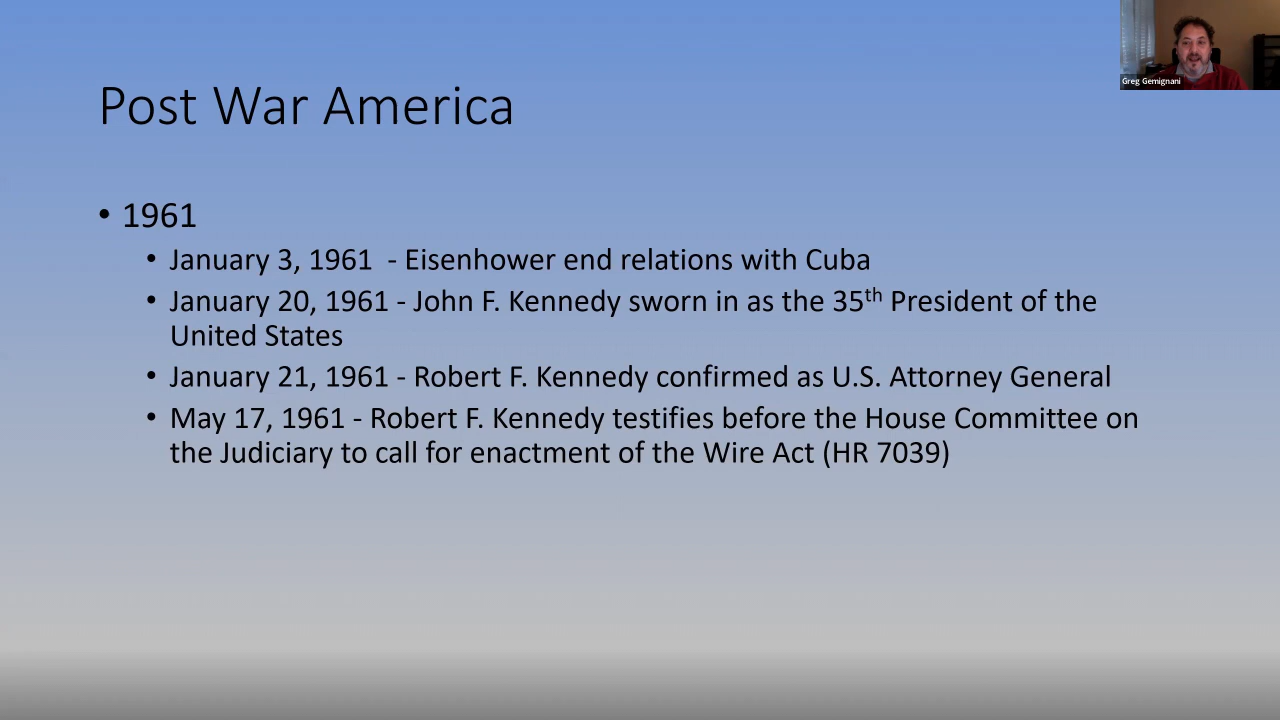 Greg Gemignani
Post War America
• 1961
• January 3, 1961 - Eisenhower end relations with Cuba
• January 20, 1961 - John F. Kennedy sworn in as the 35th President of the
United States
• January 21, 1961 - Robert F. Kennedy confirmed as U.S. Attorney General
• May 17, 1961 - Robert F. Kennedy testifies before the House Committee on
the Judiciary to call for enactment of the Wire Act (HR 7039)